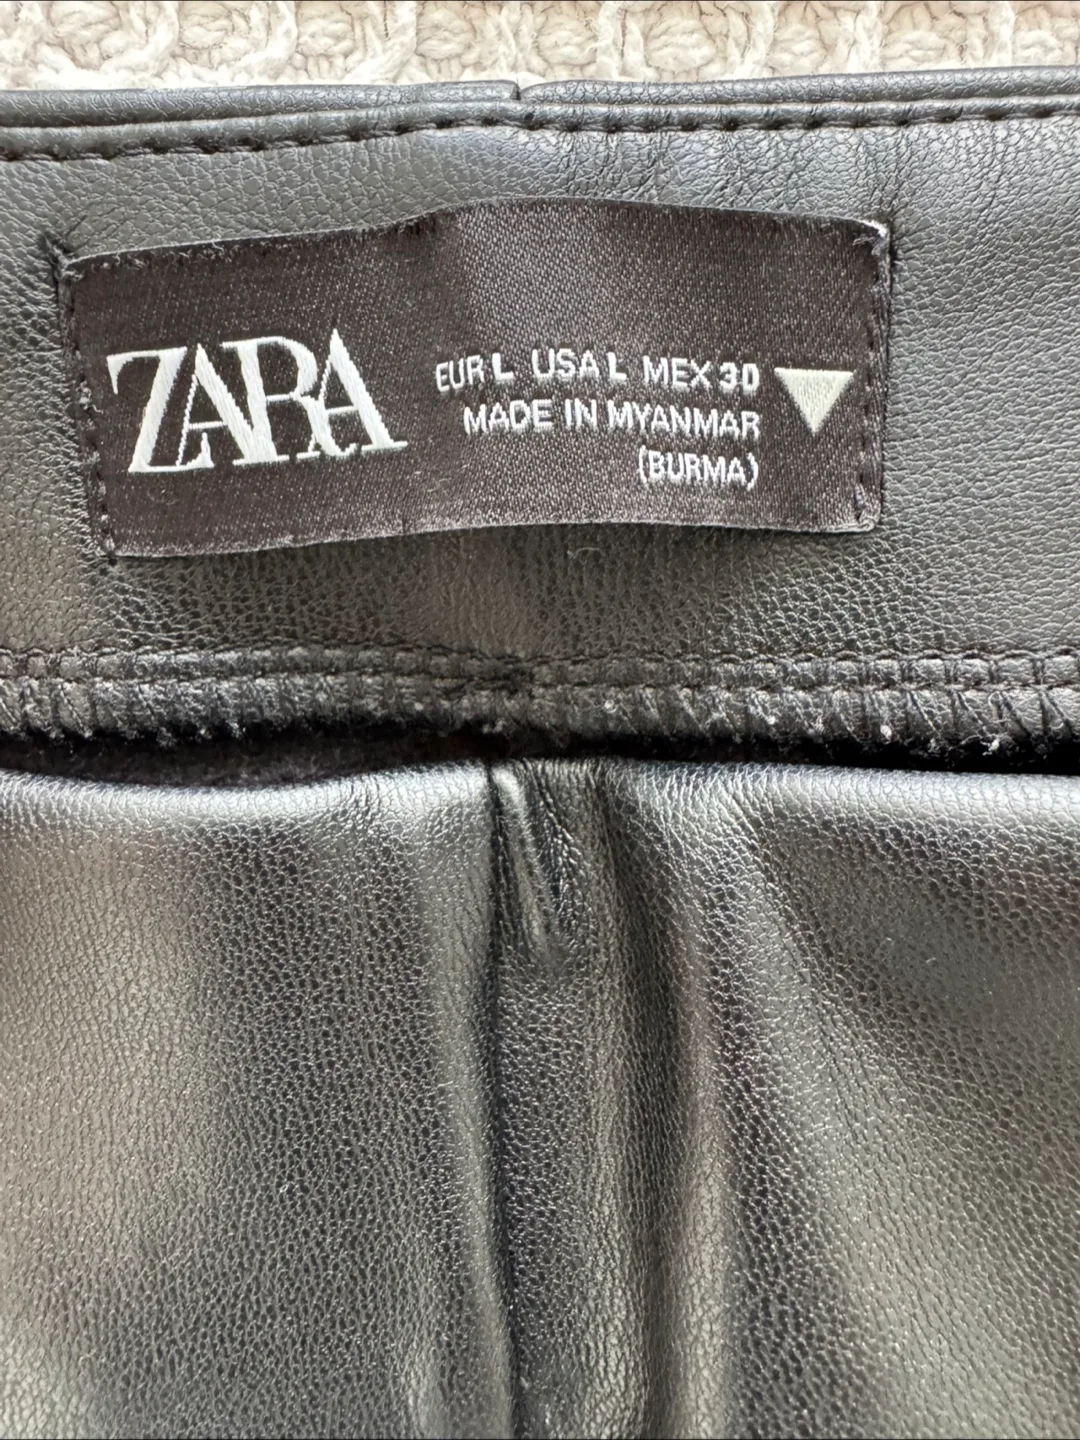 ZARA
EUR L USA L MEX 30
MADE IN MYANMAR
(BURMA)